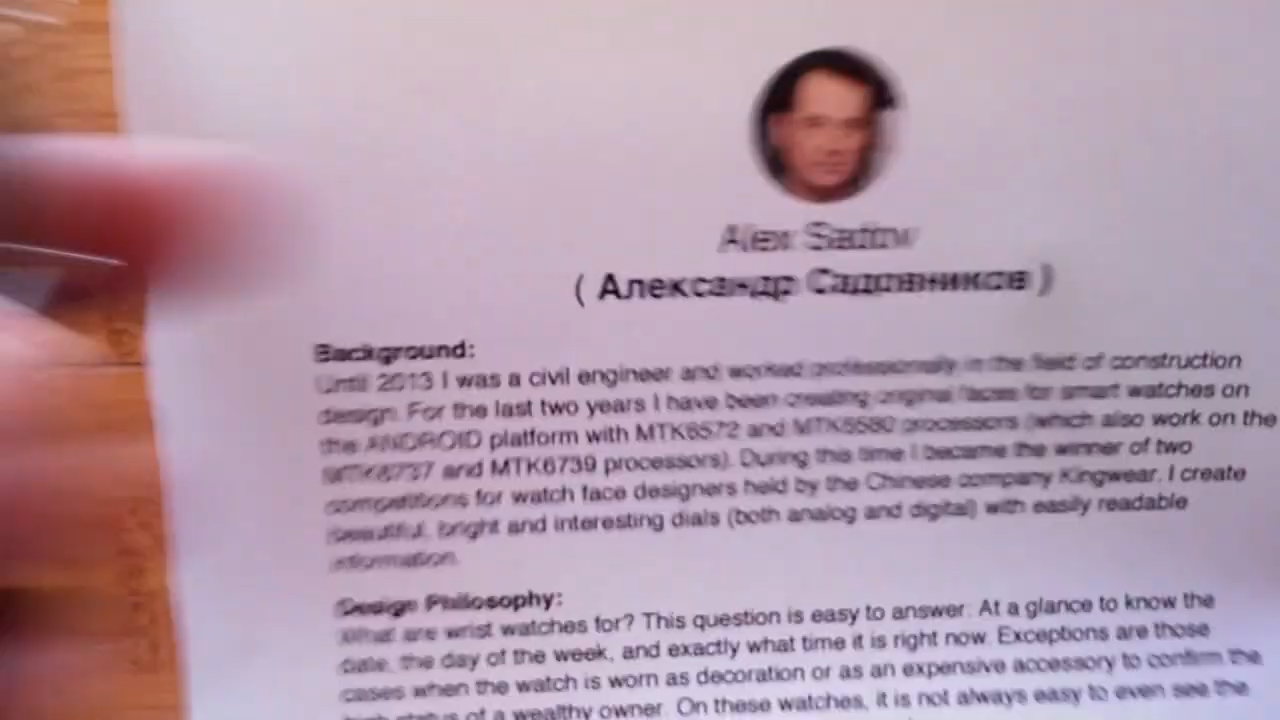 Alex Sadov
( Александр Садовников )
Background:
Until 2013 I was a civil engineer and worked professionally in the field of construction
design. For the last two years I have been creating original faces for smart watches on
the ANDROID platform with MTK6572 and MTK6580 processors (which also work on the
MTK6737 and MTK6739 processors). During this time I became the winner of two
competitions for watch face designers held by the Chinese company Kingwear. I create
beautiful, bright and interesting dials (both analog and digital) with easily readable
information.
Design Philosophy:
What are wrist watches for? This question is easy to answer: At a glance to know the
date, the day of the week, and exactly what time it is right now. Exceptions are those
cases when the watch is worn as decoration or as an expensive accessory to confirm the
high status of a wealthy owner. On these watches, it is not always easy to even see the